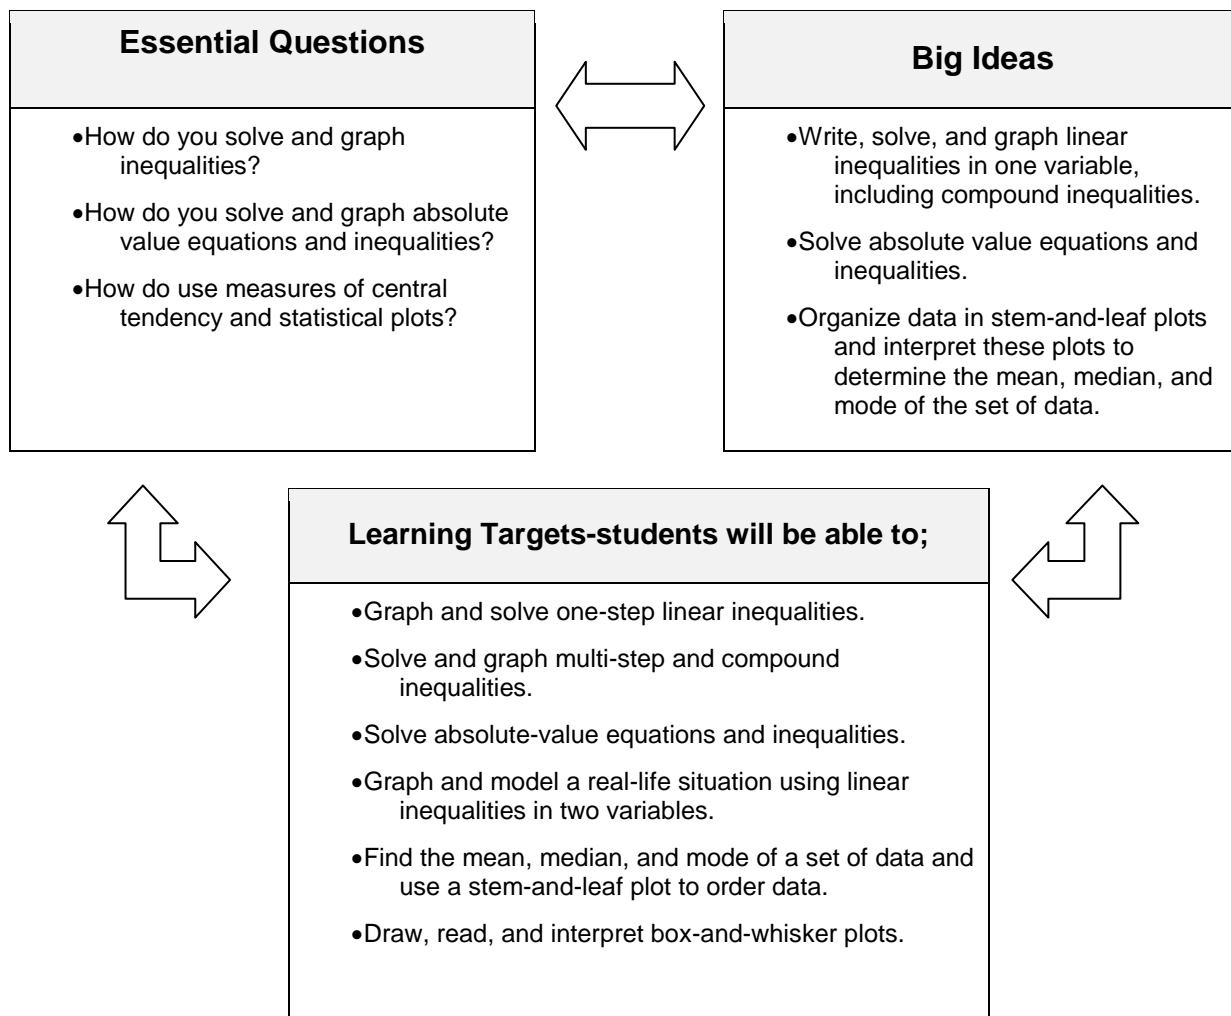 Essential Questions
•How do you solve and graph
inequalities?
•How do you solve and graph absolute
value equations and inequalities?
•How do use measures of central
tendency and statistical plots?
Big Ideas
•Write, solve, and graph linear
inequalities in one variable,
including compound inequalities.
•Solve absolute value equations and
inequalities.
•Organize data in stem-and-leaf plots
and interpret these plots to
determine the mean, median, and
mode of the set of data.
Learning Targets-students will be able to;
•Graph and solve one-step linear inequalities.
•Solve and graph multi-step and compound
inequalities.
•Solve absolute-value equations and inequalities.
•Graph and model a real-life situation using linear
inequalities in two variables.
•Find the mean, median, and mode of a set of data and
use a stem-and-leaf plot to order data.
•Draw, read, and interpret box-and-whisker plots.